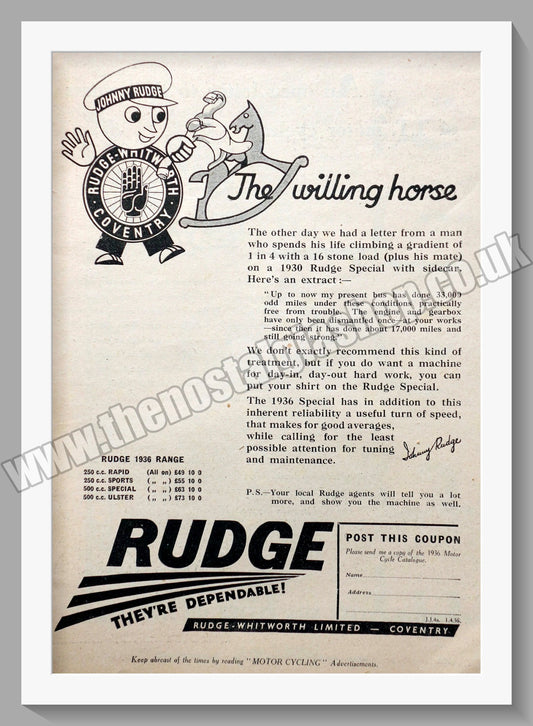 JOHNNY RUDGE
RUDGE-WHITWORTH
COVENTRY
The willing horse
The other day we had a letter from a man
who spends his life climbing a gradient of
1 in 4 with a 16 stone load (plus his mate)
on a 1930 Rudge Special with sidecar.
Here's an extract :—
"Up to now my present bus has done 33,000
odd miles under these conditions practically
free from trouble. The engine and gearbox
have only been dismantled once—at your works
—since then it has done about 17,000 miles and
still going strong."
We don't exactly recommend this kind of
treatment, but if you do want a machine
for day-in, day-out hard work, you can
put your shirt on the Rudge Special.
The 1936 Special has in addition to this
inherent reliability a useful turn of speed,
that makes for good averages,
while calling for the least
possible attention for tuning
and maintenance.
Johnny Rudge
RUDGE 1936 RANGE
250 c.c. RAPID (All on) £49 10 0
250 c.c. SPORTS ( „ „ ) £55 10 0
500 c.c. SPECIAL ( „ „ ) £63 10 0
500 c.c. ULSTER ( „ „ ) £73 10 0
P.S.—Your local Rudge agents will tell you a lot
more, and show you the machine as well.
RUDGE
THEY'RE DEPENDABLE!
POST THIS COUPON
Please send me a copy of the 1936 Motor
Cycle Catalogue.
Name
Address
1.4.36.
RUDGE-WHITWORTH LIMITED — COVENTRY.
Keep abreast of the times by reading "MOTOR CYCLING" Advertisements.
www.thenostalgiashop.co.uk